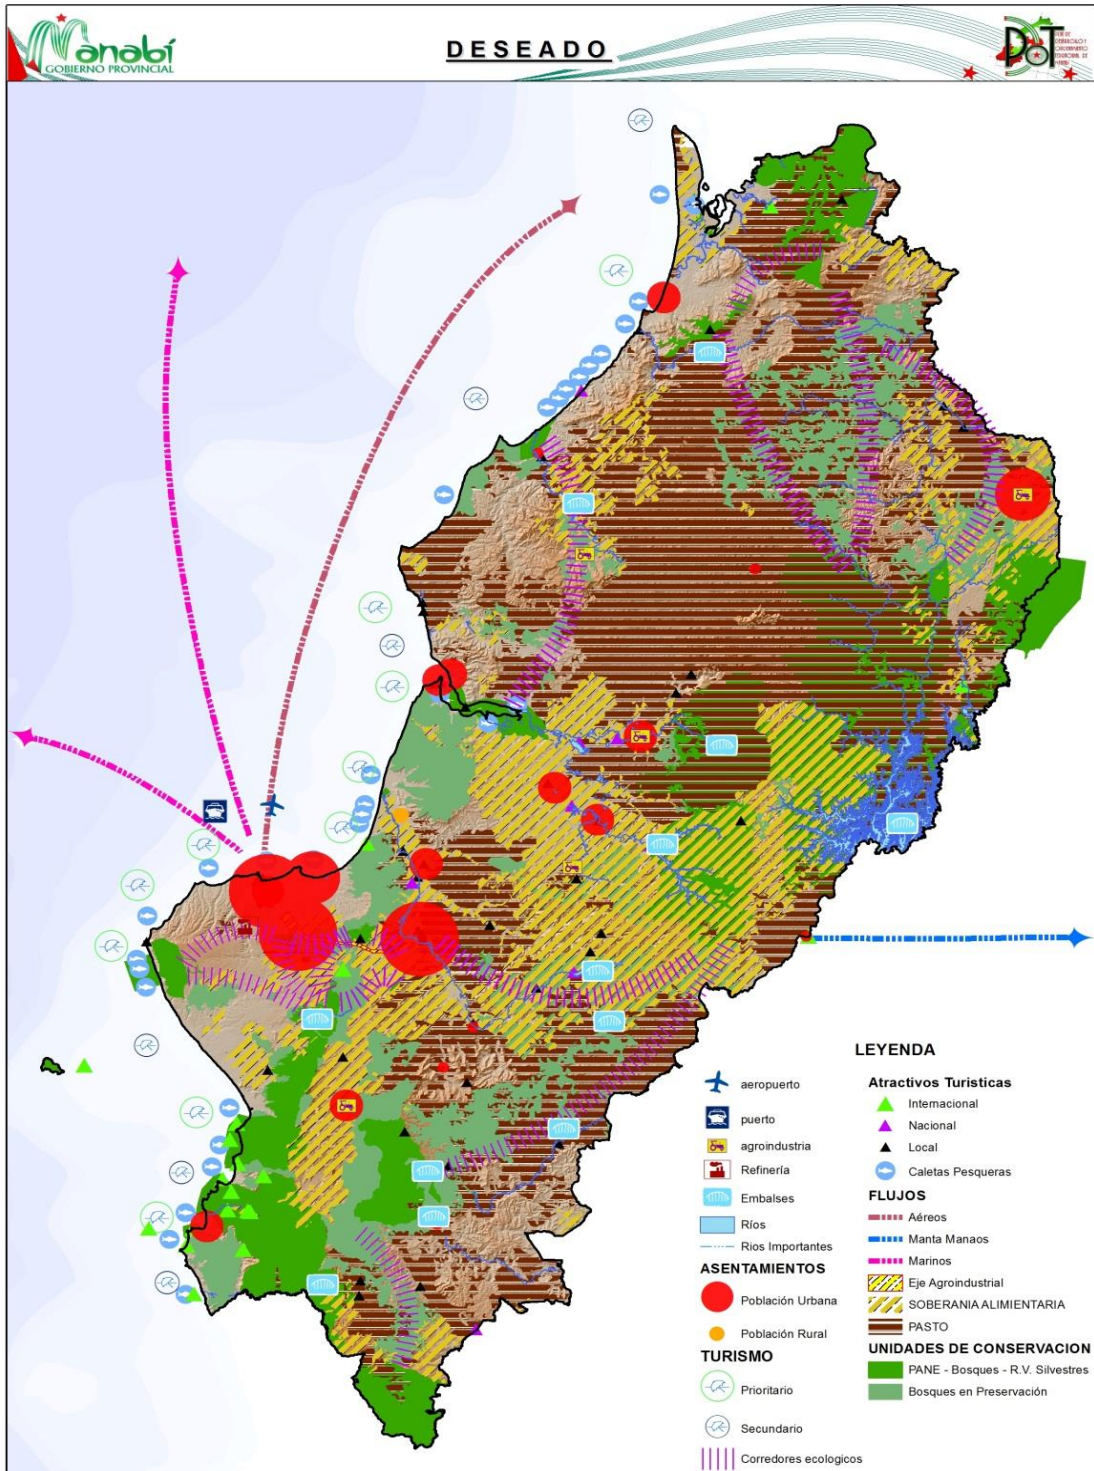 Manabí
GOBIERNO PROVINCIAL
DESEADO
PDOT
LEYENDA
aeropuerto
puerto
agroindustria
Refinería
Embalses
Ríos
Rios Importantes
ASENTAMIENTOS
Población Urbana
Población Rural
TURISMO
Prioritario
Secundario
Corredores ecologicos
Atractivos Turisticas
Internacional
Nacional
Local
Caletas Pesqueras
FLUJOS
Aéreos
Manta Manaos
Marinos
Eje Agroindustrial
SOBERANIA ALIMIENTARIA
PASTO
UNIDADES DE CONSERVACION
PANE - Bosques - R.V. Silvestres
Bosques en Preservación